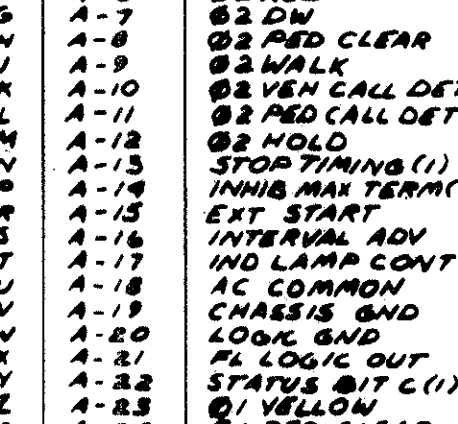 G A-7 Ø2 DW
N A-8 Ø2 PED CLEAR
J A-9 Ø2 WALK
K A-10 Ø2 VEH CALL DET
L A-11 Ø2 PED CALL DET
M A-12 Ø2 HOLD
N A-13 STOP TIMING (1)
P A-14 INHIB MAX TERM(
R A-15 EXT START
S A-16 INTERVAL ADV
T A-17 IND LAMP CONT
U A-18 AC COMMON
V A-19 CHASSIS GND
W A-20 LOGIC GND
X A-21 FL LOGIC OUT
Y A-22 STATUS BIT C (1)
Z A-23 Ø1 YELLOW